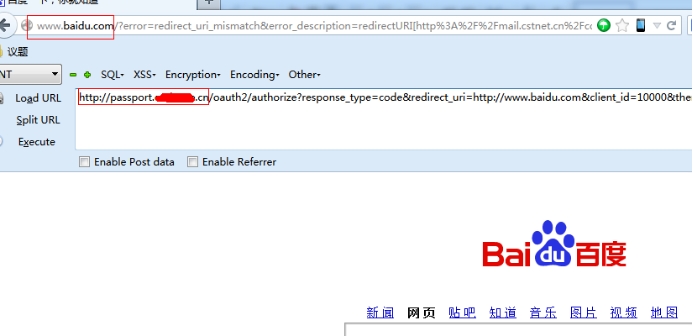 百度一下，你就知道
www.baidu.com/?error=redirect_uri_mismatch&error_description=redirectURI[http%3A%2F%2Fmail.cstnet.cn%2Fco
议题
NT SQL▾ XSS▾ Encryption▾ Encoding▾ Other▾
Load URL http://passport. .cn/oauth2/authorize?response_type=code&redirect_uri=http://www.baidu.com&client_id=10000&the
Split URL
Execute
Enable Post data Enable Referrer
Bai du 百度
新闻 网页 贴吧 知道 音乐 图片 视频 地图